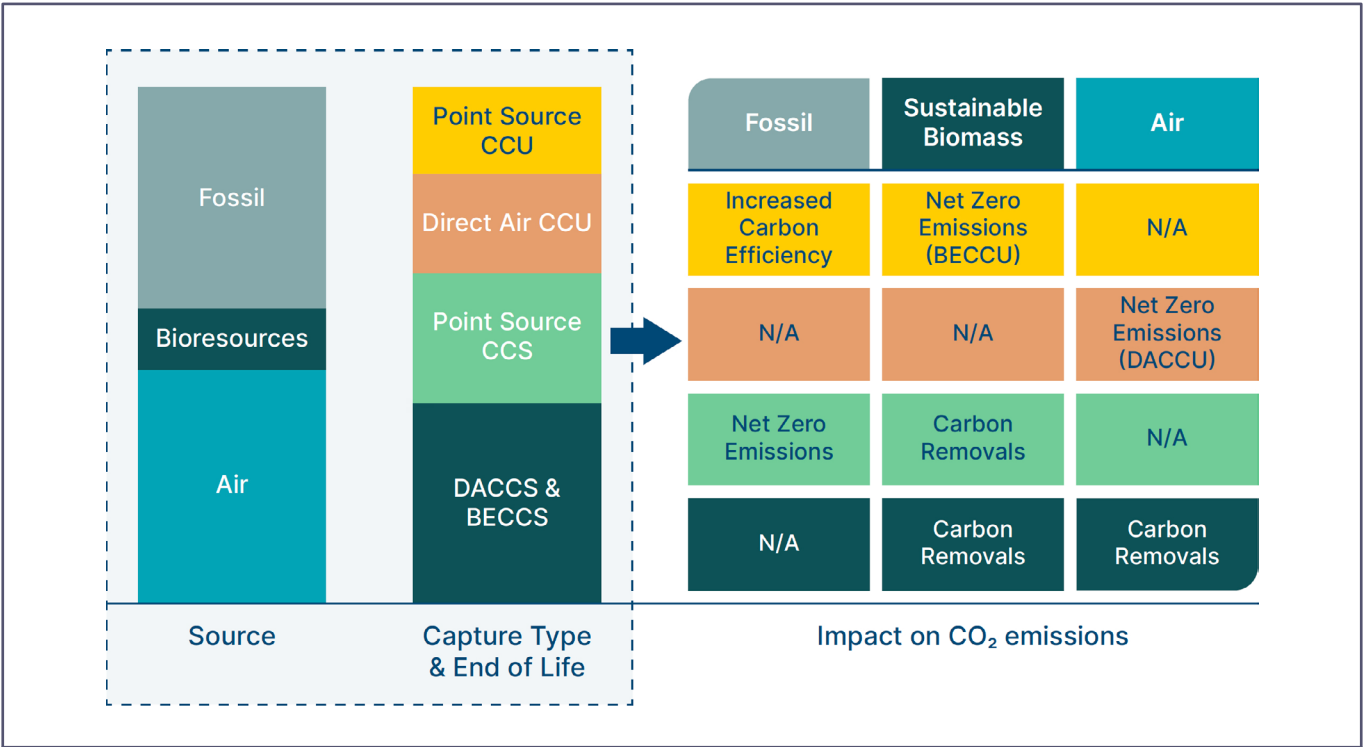 Fossil
Bioresources
Air
Source
Point Source
CCU
Direct Air CCU
Point Source
CCS
DACCS &
BECCS
Capture Type
& End of Life
Fossil
Sustainable
Biomass
Air
Increased
Carbon
Efficiency
Net Zero
Emissions
(BECCU)
N/A
N/A
N/A
Net Zero
Emissions
(DACCU)
Net Zero
Emissions
Carbon
Removals
N/A
N/A
Carbon
Removals
Carbon
Removals
Impact on CO₂ emissions